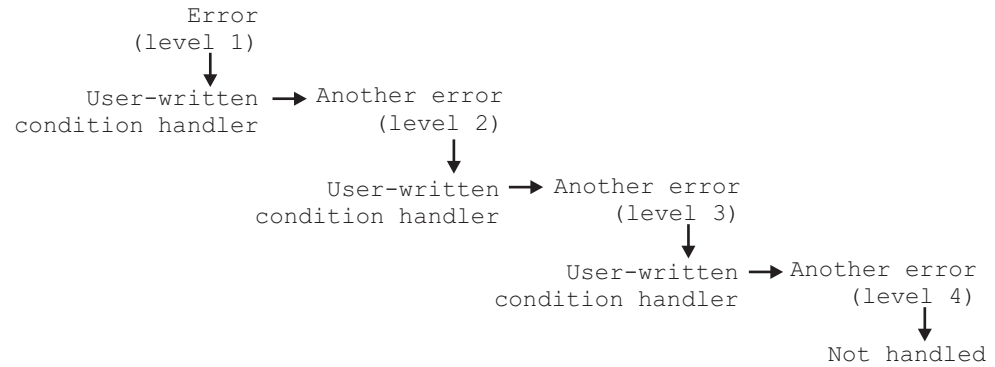 Error
(level 1)
User-written
condition handler
Another error
(level 2)
User-written
condition handler
Another error
(level 3)
User-written
condition handler
Another error
(level 4)
Not handled